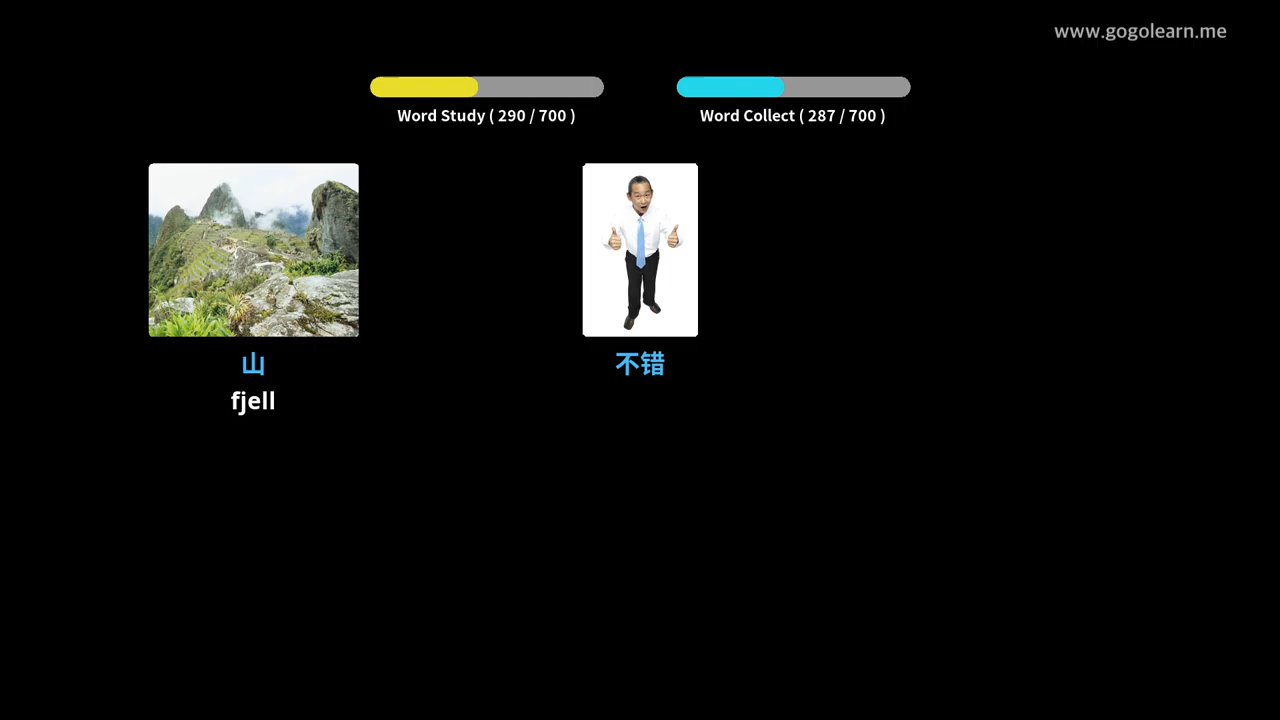 www.gogolearn.me
Word Study ( 290 / 700 )
Word Collect ( 287 / 700 )
山
fjell
不错